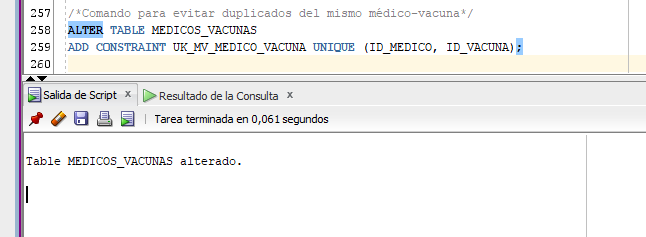 257 /*Comando para evitar duplicados del mismo médico-vacuna*/
258 ALTER TABLE MEDICOS_VACUNAS
259 ADD CONSTRAINT UK_MV_MEDICO_VACUNA UNIQUE (ID_MEDICO, ID_VACUNA);
260
Salida de Script x Resultado de la Consulta x
Tarea terminada en 0,061 segundos
Table MEDICOS_VACUNAS alterado.